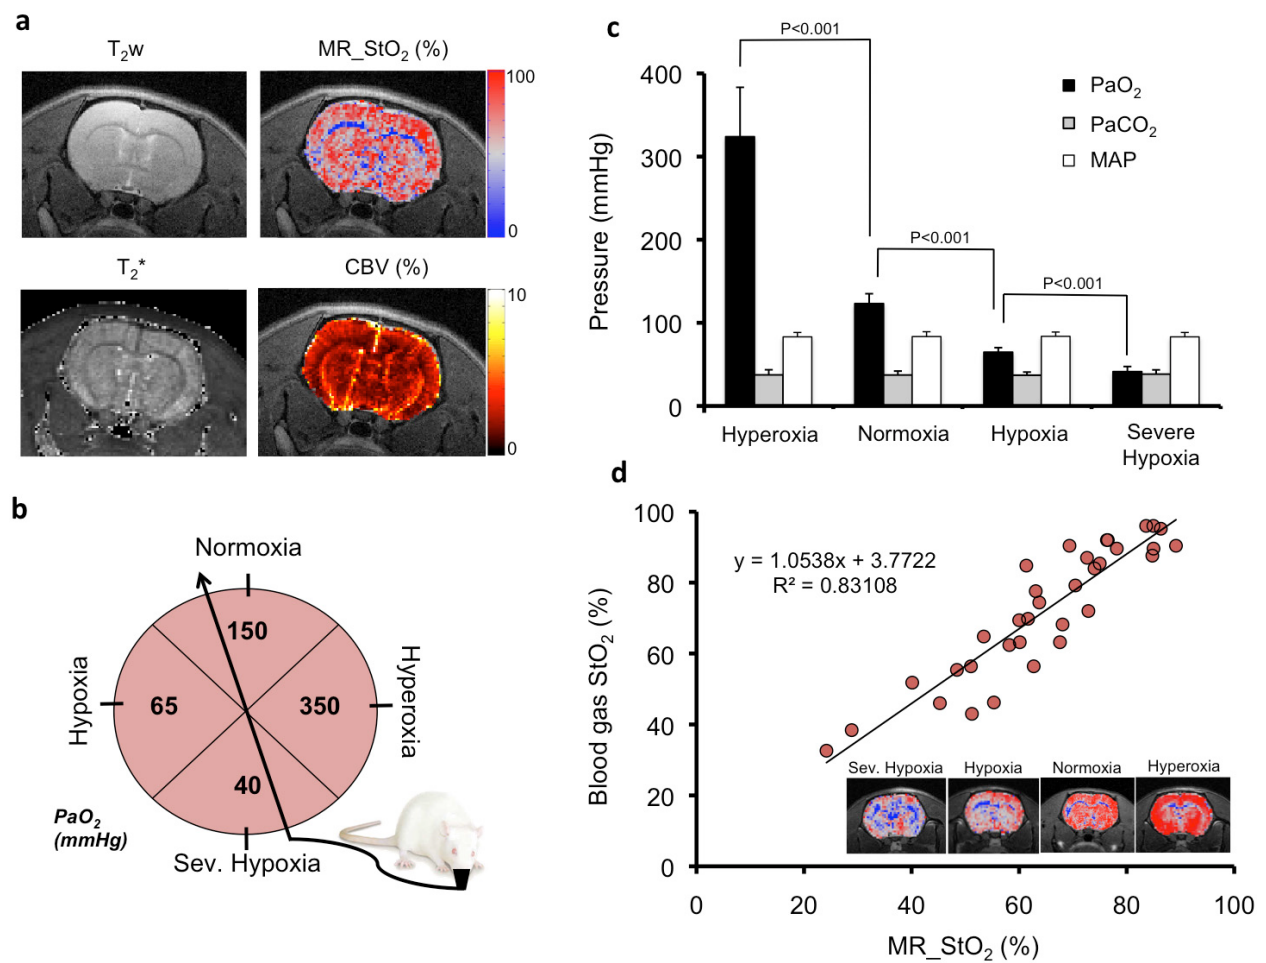 a
T₂w
MR_StO₂ (%)
100
0
T₂*
CBV (%)
10
0
b
Normoxia
150
Hypoxia
65
350
Hyperoxia
40
PaO₂
(mmHg)
Sev. Hypoxia
c
P<0.001
400
300
200
100
0
Pressure (mmHg)
PaO₂
PaCO₂
MAP
P<0.001
P<0.001
Hyperoxia
Normoxia
Hypoxia
Severe
Hypoxia
d
100
80
60
40
20
0
Blood gas StO₂ (%)
y = 1.0538x + 3.7722
R² = 0.83108
Sev. Hypoxia
Hypoxia
Normoxia
Hyperoxia
0
20
40
60
80
100
MR_StO₂ (%)